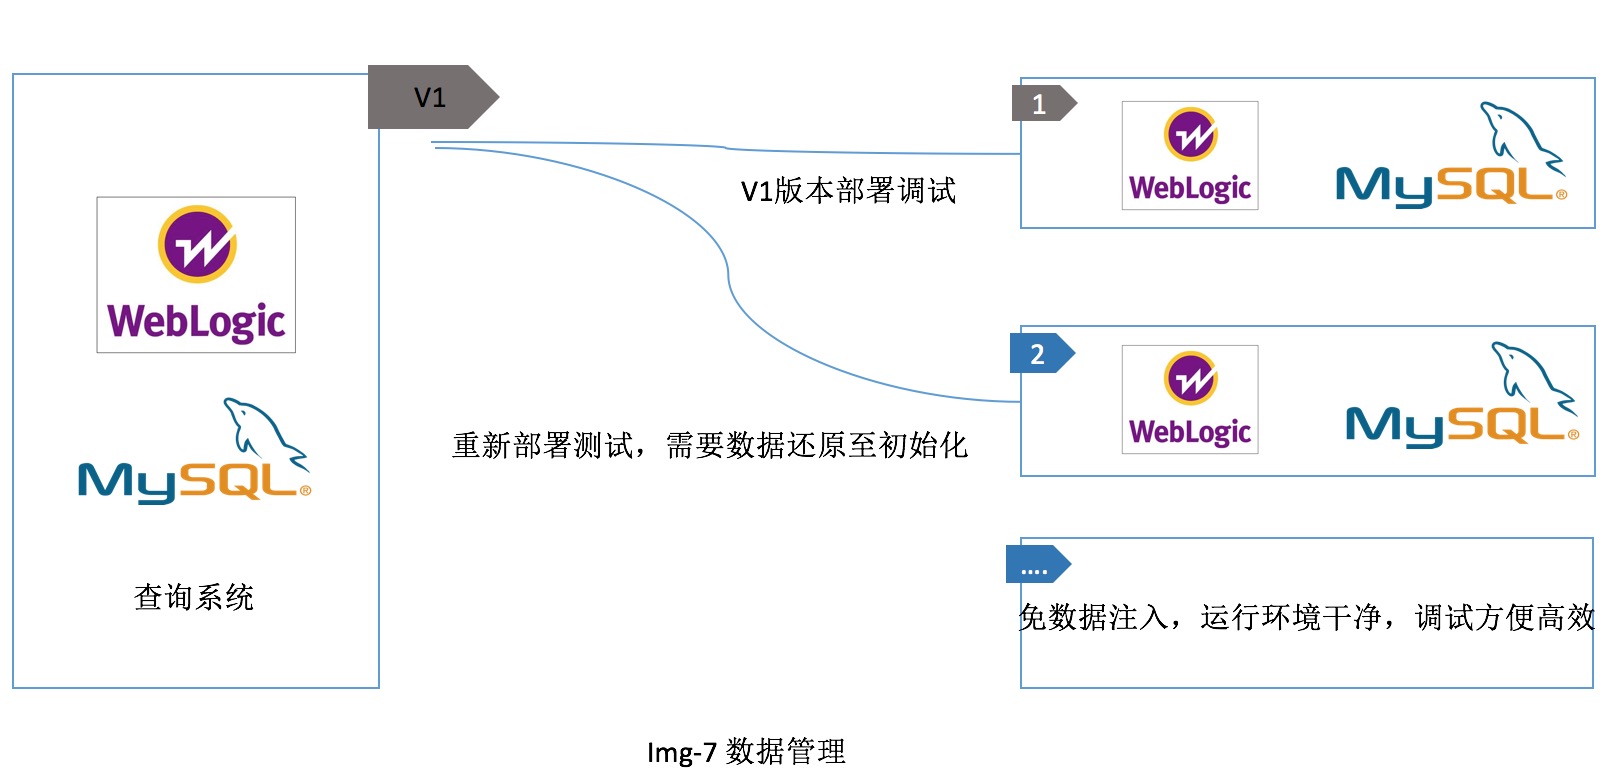 V1
WebLogic
MySQL®
查询系统
V1版本部署调试
重新部署测试，需要数据还原至初始化
1
WebLogic
MySQL®
2
WebLogic
MySQL®
....
免数据注入，运行环境干净，调试方便高效
Img-7 数据管理